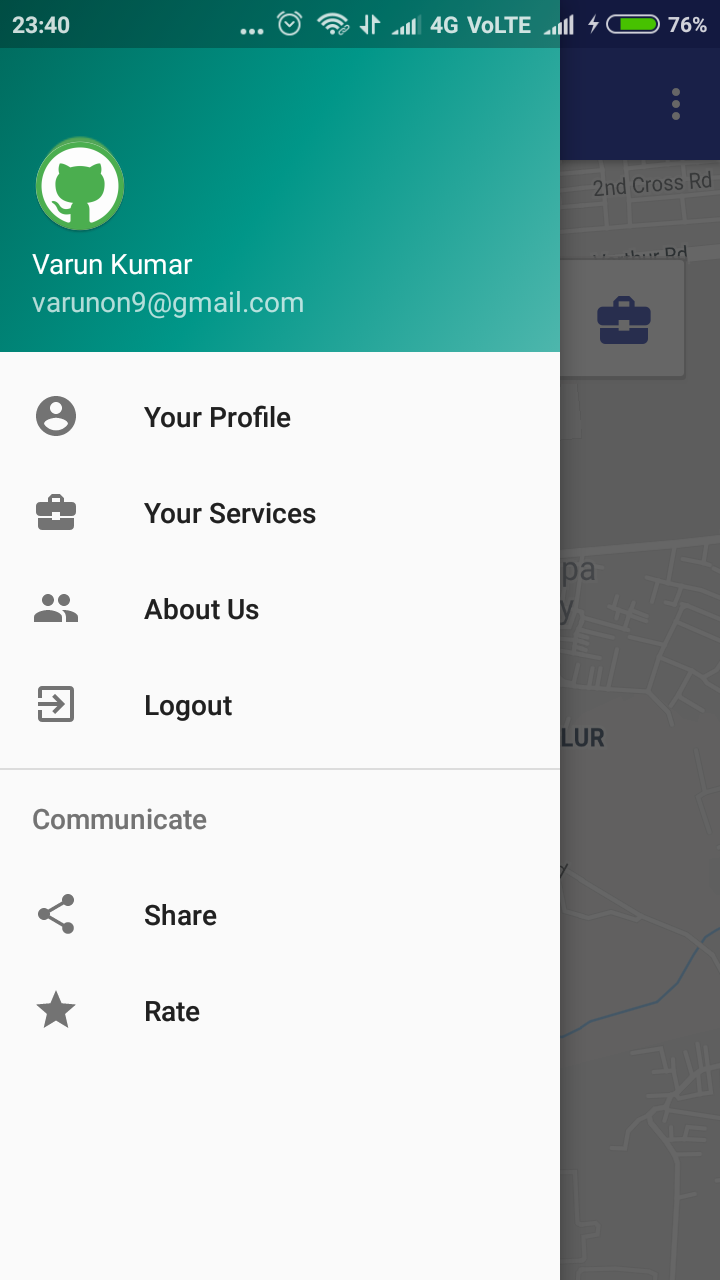 23:40 ... 4G VoLTE 76%
2nd Cross Rd
Rd
Varun Kumar
varunon9@gmail.com
Your Profile
Your Services
pa
y
About Us
Logout
LUR
Communicate
Share
Rate